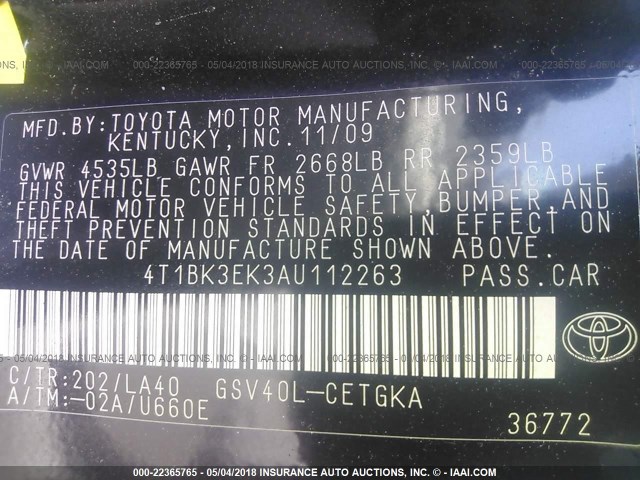 000-22365765 - 05/04/2018 INSURANCE AUTO AUCTIONS, INC. - IAAI.COM
MFD.BY:TOYOTA MOTOR MANUFACTURING,
KENTUCKY,INC.11/09
GVWR 4535LB GAWR FR 2668LB RR 2359LB
THIS VEHICLE CONFORMS TO ALL APPLICABLE
FEDERAL MOTOR VEHICLE SAFETY,BUMPER,AND
THEFT PREVENTION STANDARDS IN EFFECT ON
THE DATE OF MANUFACTURE SHOWN ABOVE.
4T1BK3EK3AU112263 PASS.CAR
C/TR:202/LA40 GSV40L-CETGKA
A/TM:-02A/U660E
36772
000-22365765 - 05/04/2018 INSURANCE AUTO AUCTIONS, INC. - IAAI.COM